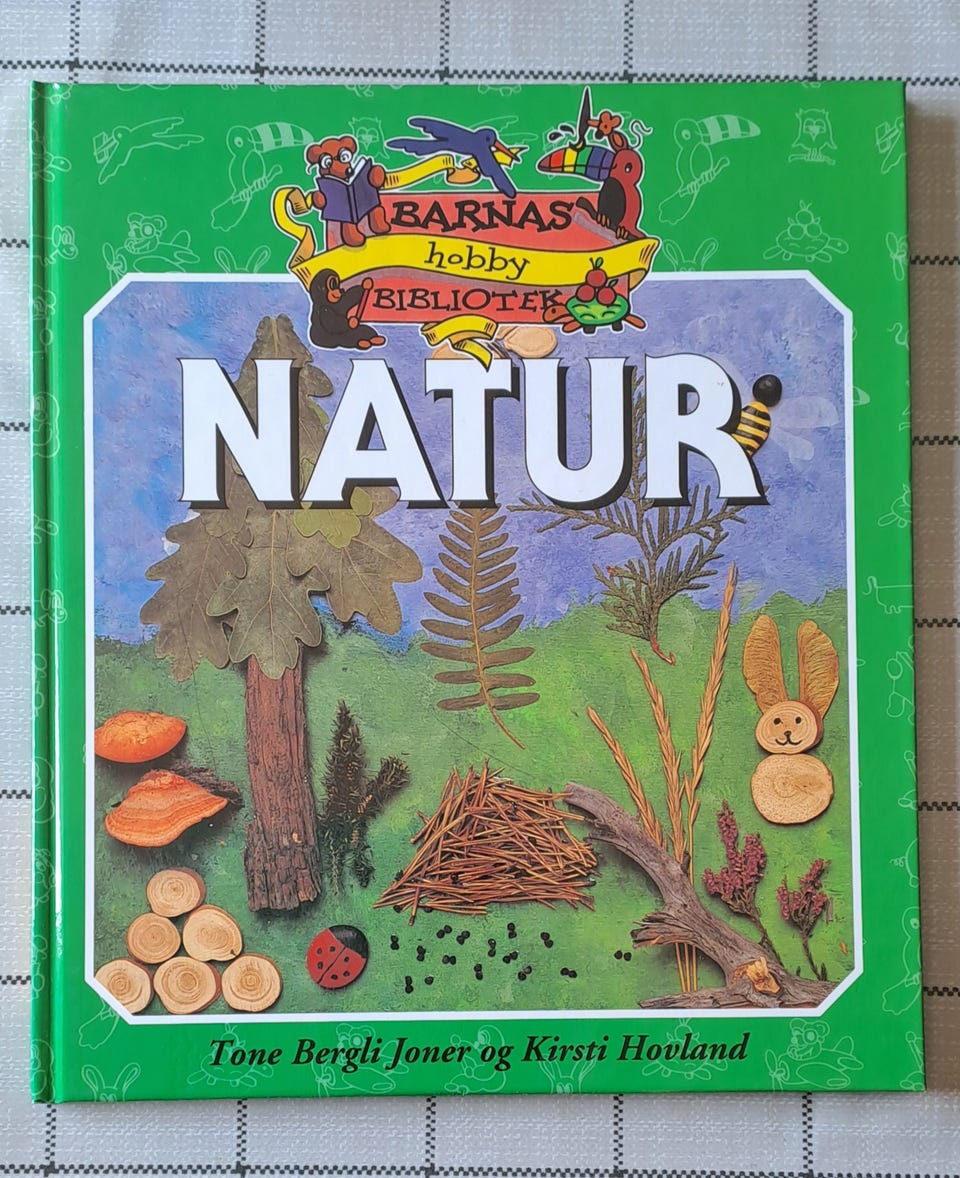 BARNAS
hobby
BIBLIOTEK
NATUR
Tone Bergli Joner og Kirsti Hovland